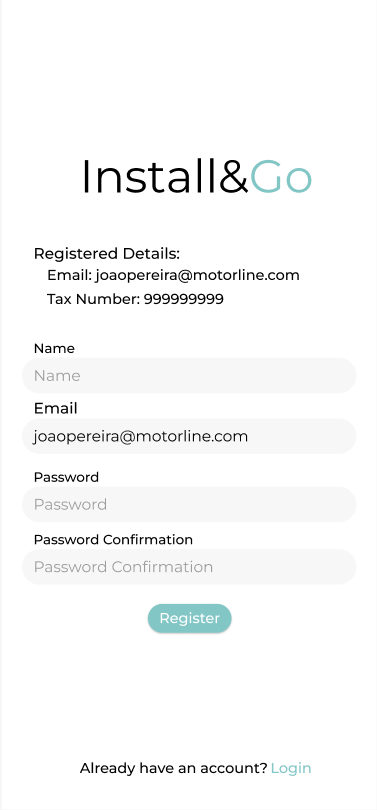 Install&Go
Registered Details:
Email: joaopereira@motorline.com
Tax Number: 999999999
Name
Name
Email
joaopereira@motorline.com
Password
Password
Password Confirmation
Password Confirmation
Register
Already have an account? Login